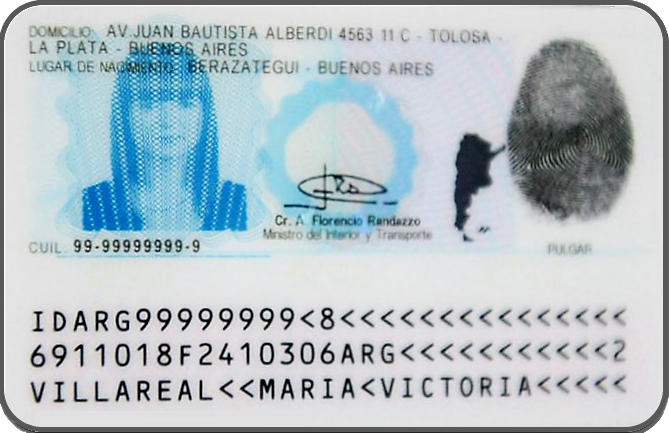 DOMICILIO: AV.JUAN BAUTISTA ALBERDI 4563 11 C - TOLOSA -
LA PLATA - BUENOS AIRES
LUGAR DE NACIMIENTO: BERAZATEGUI - BUENOS AIRES
Cr. A. Florencio Randazzo
Ministro del Interior y Transporte
CUIL: 99-99999999-9
PULGAR
IDARG99999999<8<<<<<<<<<<<<<<<
6911018F2410306ARG<<<<<<<<<<<2
VILLAREAL<<MARIA<VICTORIA<<<<<